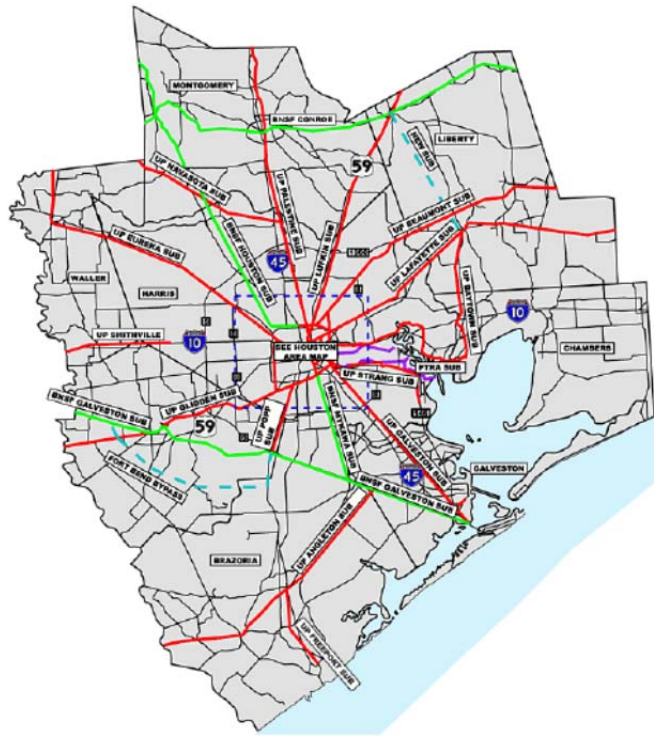 MONTGOMERY
BNSF CONROE
LIBERTY
NEW SUB
59
UP NAVASOTA SUB
UP PALESTINE SUB
UP BEAUMONT SUB
UP EUREKA SUB
BNSF HOUSTON SUB
UP LUFKIN SUB
UP LAFAYETTE SUB
45
WALLER
HARRIS
UP BAYTOWN SUB
10
UP SMITHVILLE
10
SEE HOUSTON
AREA MAP
CHAMBERS
PTRA SUB
UP STRANG SUB
BNSF GALVESTON SUB
UP GLIDDEN SUB
59
UP POPP
SUB
BNSF MYKAWA SUB
UP GALVESTON SUB
FORT BEND BYPASS
45
GALVESTON
BNSF GALVESTON SUB
UP ANGLETON SUB
BRAZORIA
UP FREEPORT SUB